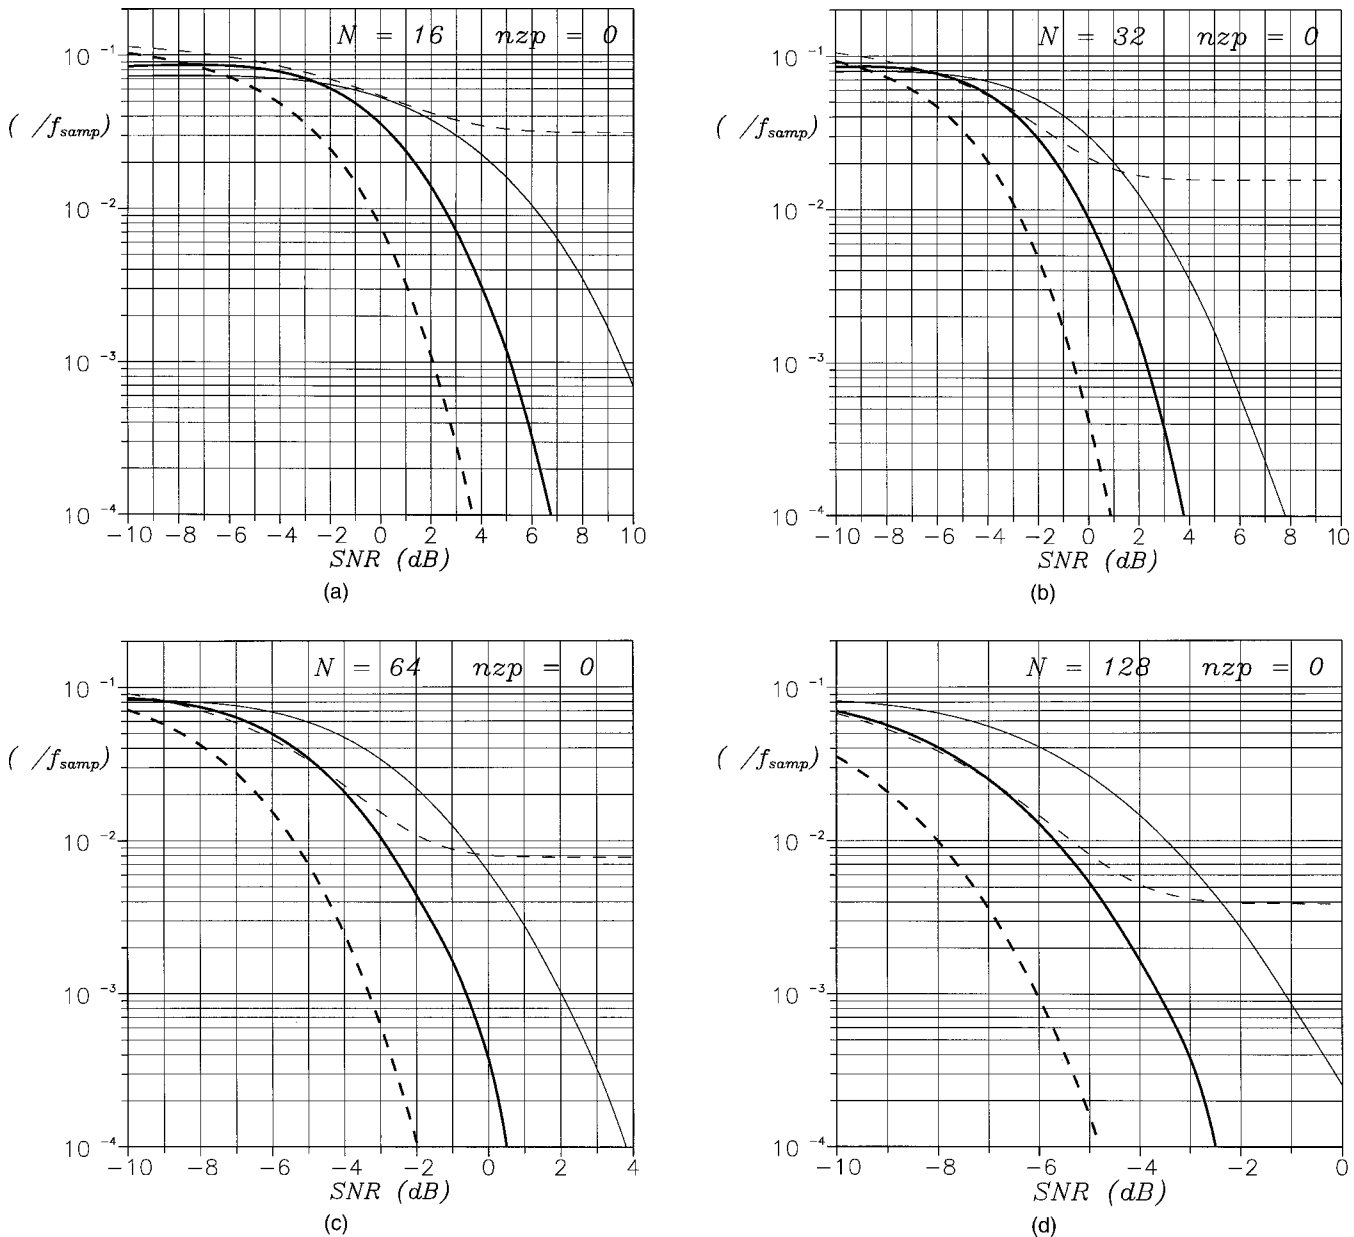 N = 16 nzp = 0
10⁻¹
( /f_samp)
10⁻²
10⁻³
10⁻⁴
-10 -8 -6 -4 -2 0 2 4 6 8 10
SNR (dB)
(a)
N = 32 nzp = 0
10⁻¹
( /f_samp)
10⁻²
10⁻³
10⁻⁴
-10 -8 -6 -4 -2 0 2 4 6 8 10
SNR (dB)
(b)
N = 64 nzp = 0
10⁻¹
( /f_samp)
10⁻²
10⁻³
10⁻⁴
-10 -8 -6 -4 -2 0 2 4
SNR (dB)
(c)
N = 128 nzp = 0
10⁻¹
( /f_samp)
10⁻²
10⁻³
10⁻⁴
-10 -8 -6 -4 -2 0
SNR (dB)
(d)